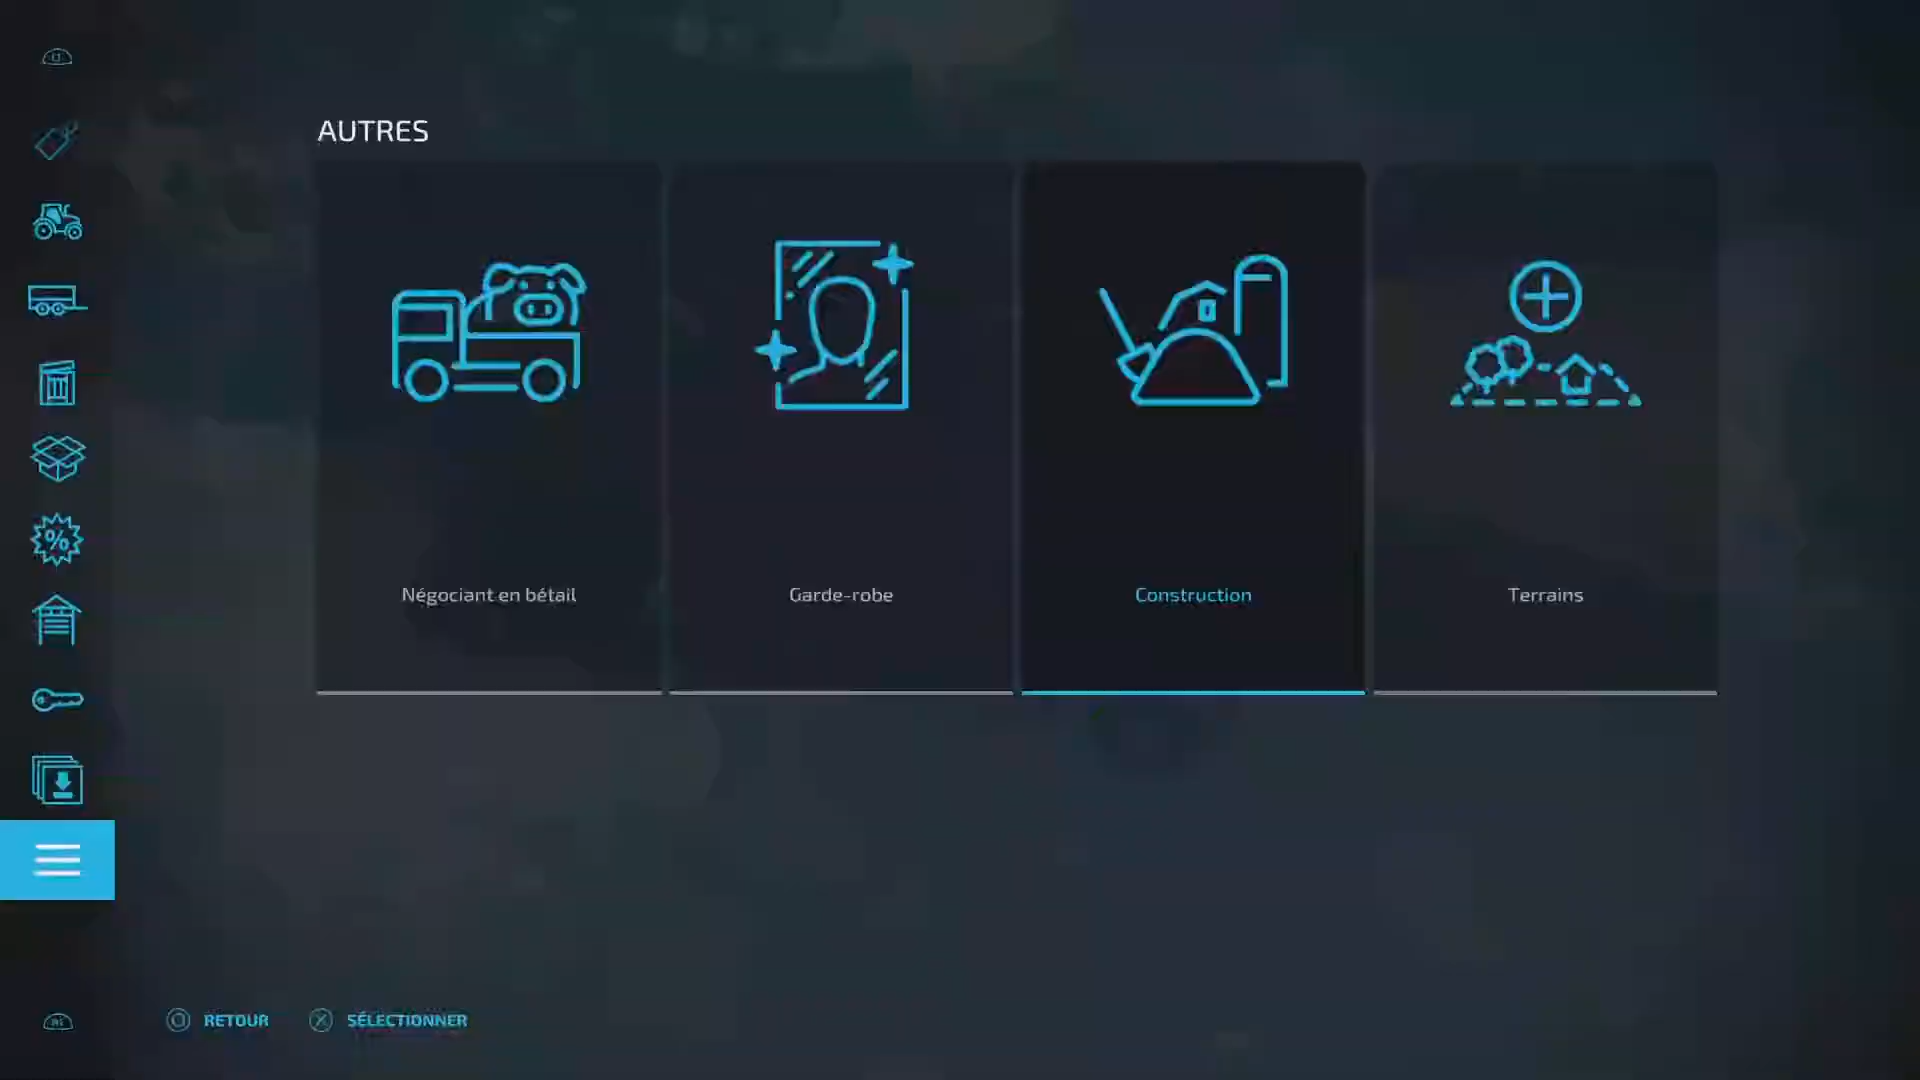 AUTRES
Négociant en bétail
Garde-robe
Construction
Terrains
%
RETOUR
SÉLECTIONNER